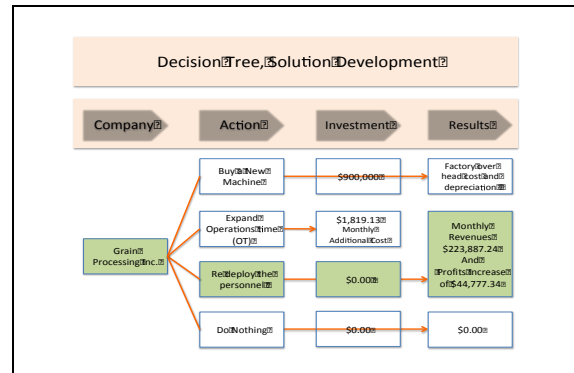 Decision Tree, Solution Development
Company
Action
Investment
Results
Buy a New
Machine
$900,000
Factory over
head cost and
depreciation
Expand
Operations time
(OT)
$1,819.13
Monthly
Additional Cost
Monthly
Revenues
$223,887.24
And
Profits Increase
of $44,777.34
Grain
Processing Inc.
Re deploy the
personnel
$0.00
Do Nothing
$0.00
$0.00